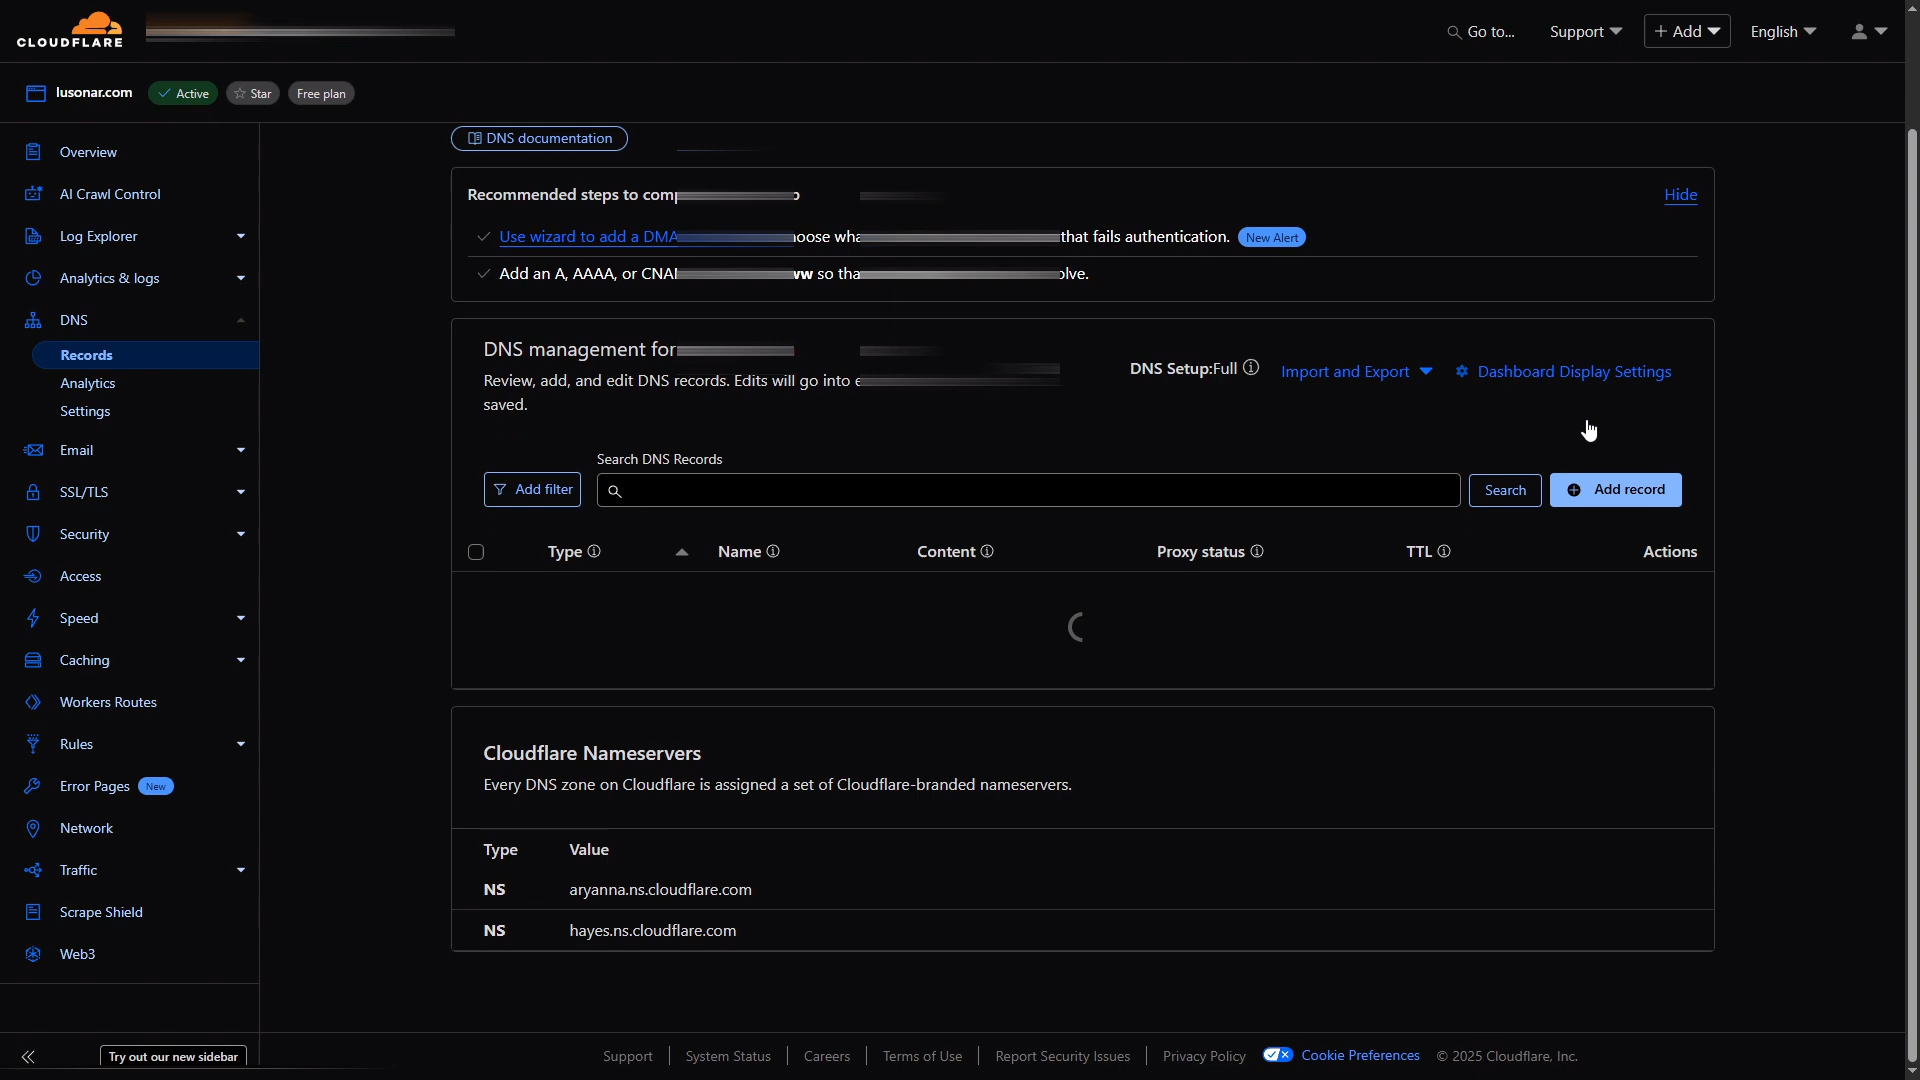 CLOUDFLARE
Go to...
Support
+ Add
English
lusonar.com
Active
Star
Free plan
Overview
AI Crawl Control
Log Explorer
Analytics & logs
DNS
Records
Analytics
Settings
Email
SSL/TLS
Security
Access
Speed
Caching
Workers Routes
Rules
Error Pages New
Network
Traffic
Scrape Shield
Web3
Try out our new sidebar
DNS documentation
Recommended steps to
Hide
Use wizard to add a that fails authentication. New Alert
Add an A, AAAA, or so
DNS management for
Review, add, and edit DNS records. Edits will go into
saved.
DNS Setup:Full
Import and Export
Dashboard Display Settings
Search DNS Records
Add filter
Search
Add record
Type
Name
Content
Proxy status
TTL
Actions
Cloudflare Nameservers
Every DNS zone on Cloudflare is assigned a set of Cloudflare-branded nameservers.
Type Value
NS aryanna.ns.cloudflare.com
NS hayes.ns.cloudflare.com
Support
System Status
Careers
Terms of Use
Report Security Issues
Privacy Policy
Cookie Preferences
© 2025 Cloudflare, Inc.